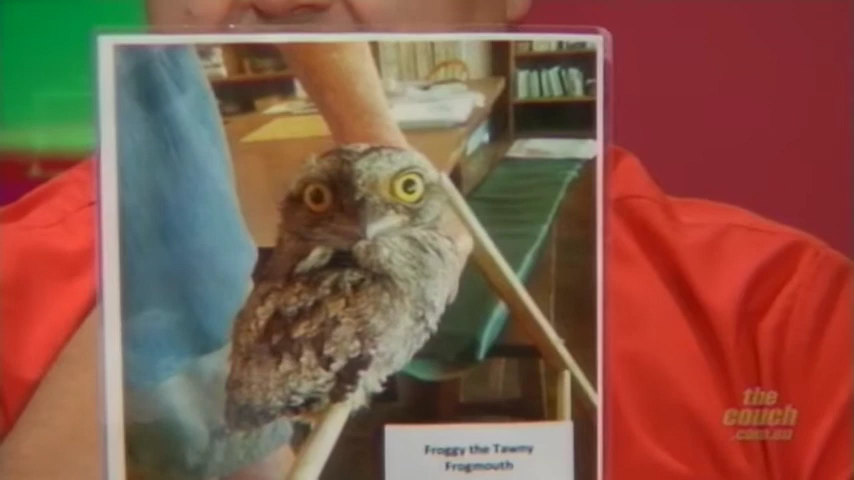 Froggy the Tawny
Frogmouth
the
couch
.com.au